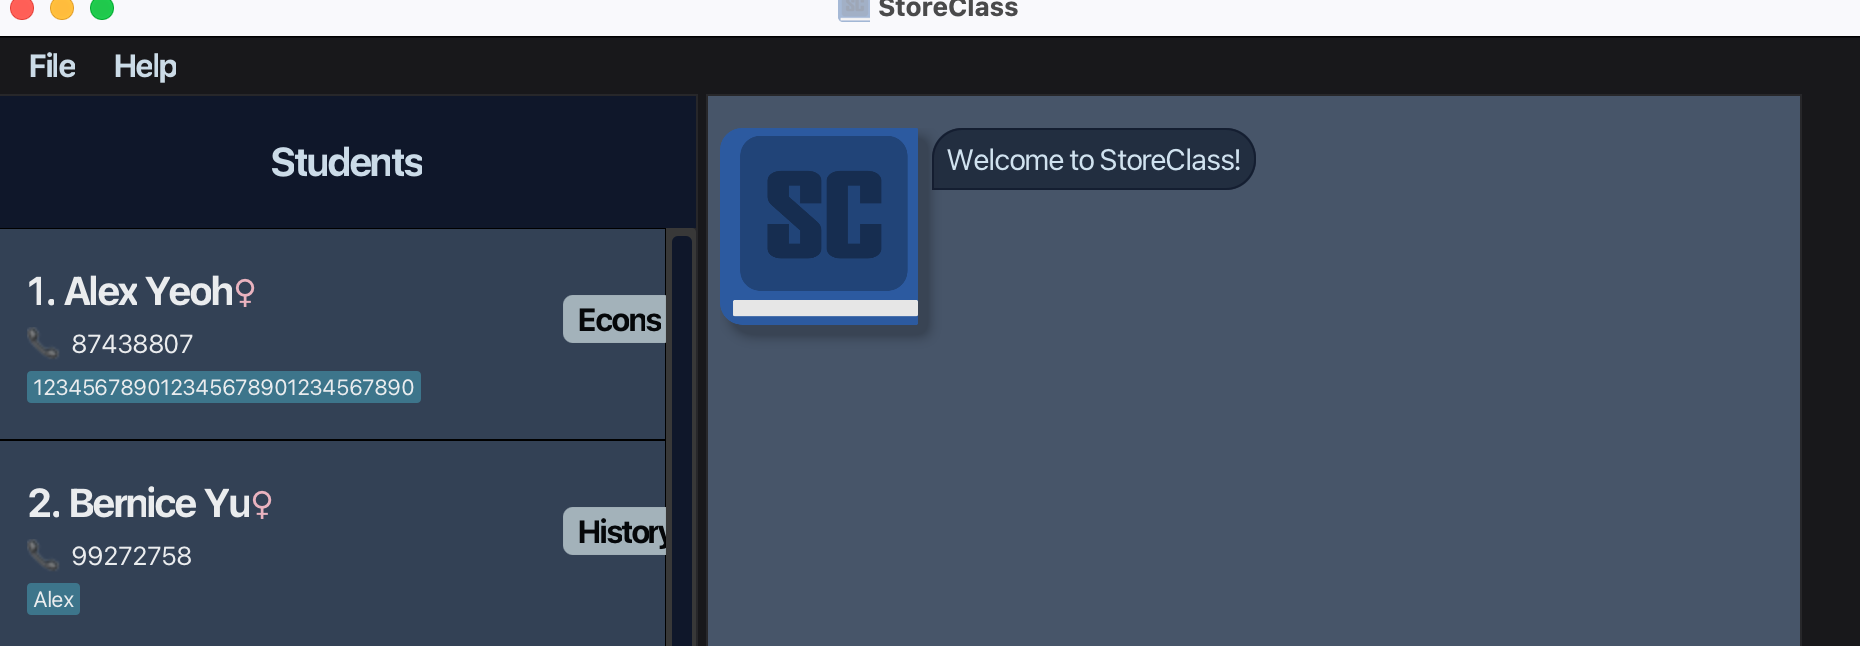 StoreClass
File Help
Students
1. Alex Yeoh♀
Econs
87438807
123456789012345678901234567890
2. Bernice Yu♀
History
99272758
Alex
SC
Welcome to StoreClass!